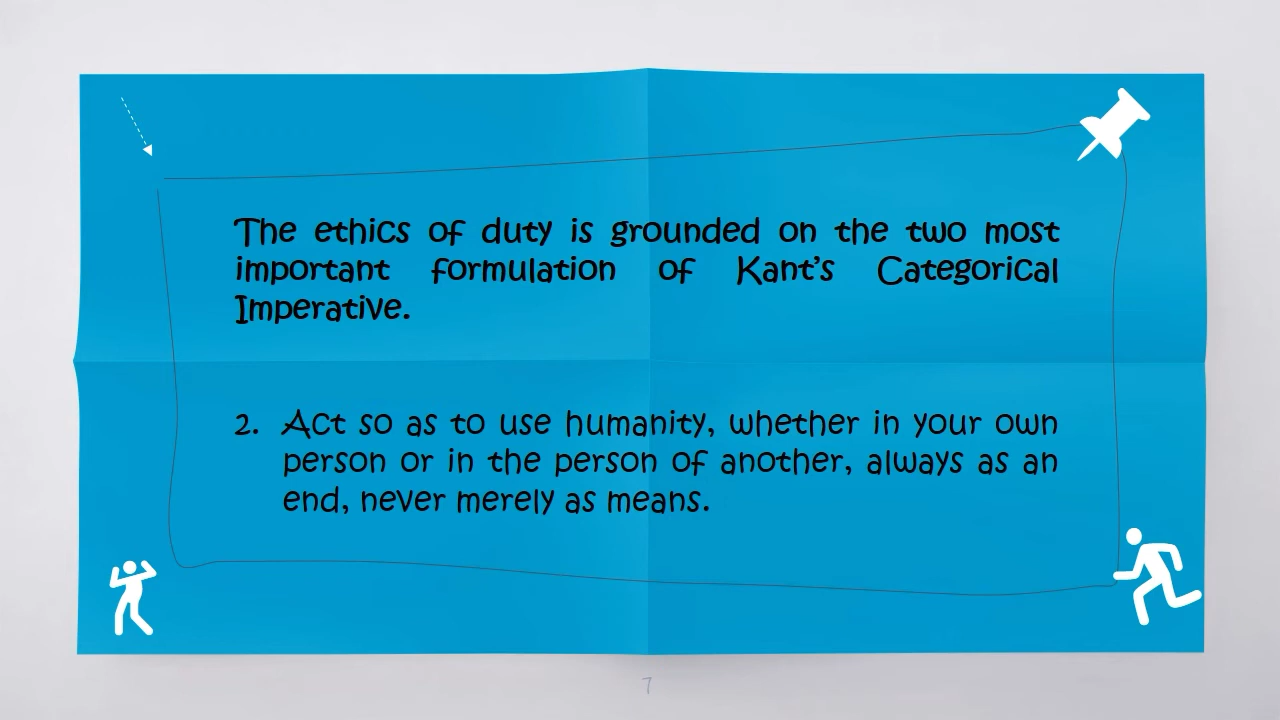 The ethics of duty is grounded on the two most
important formulation of Kant's Categorical
Imperative.
2. Act so as to use humanity, whether in your own
person or in the person of another, always as an
end, never merely as means.
7